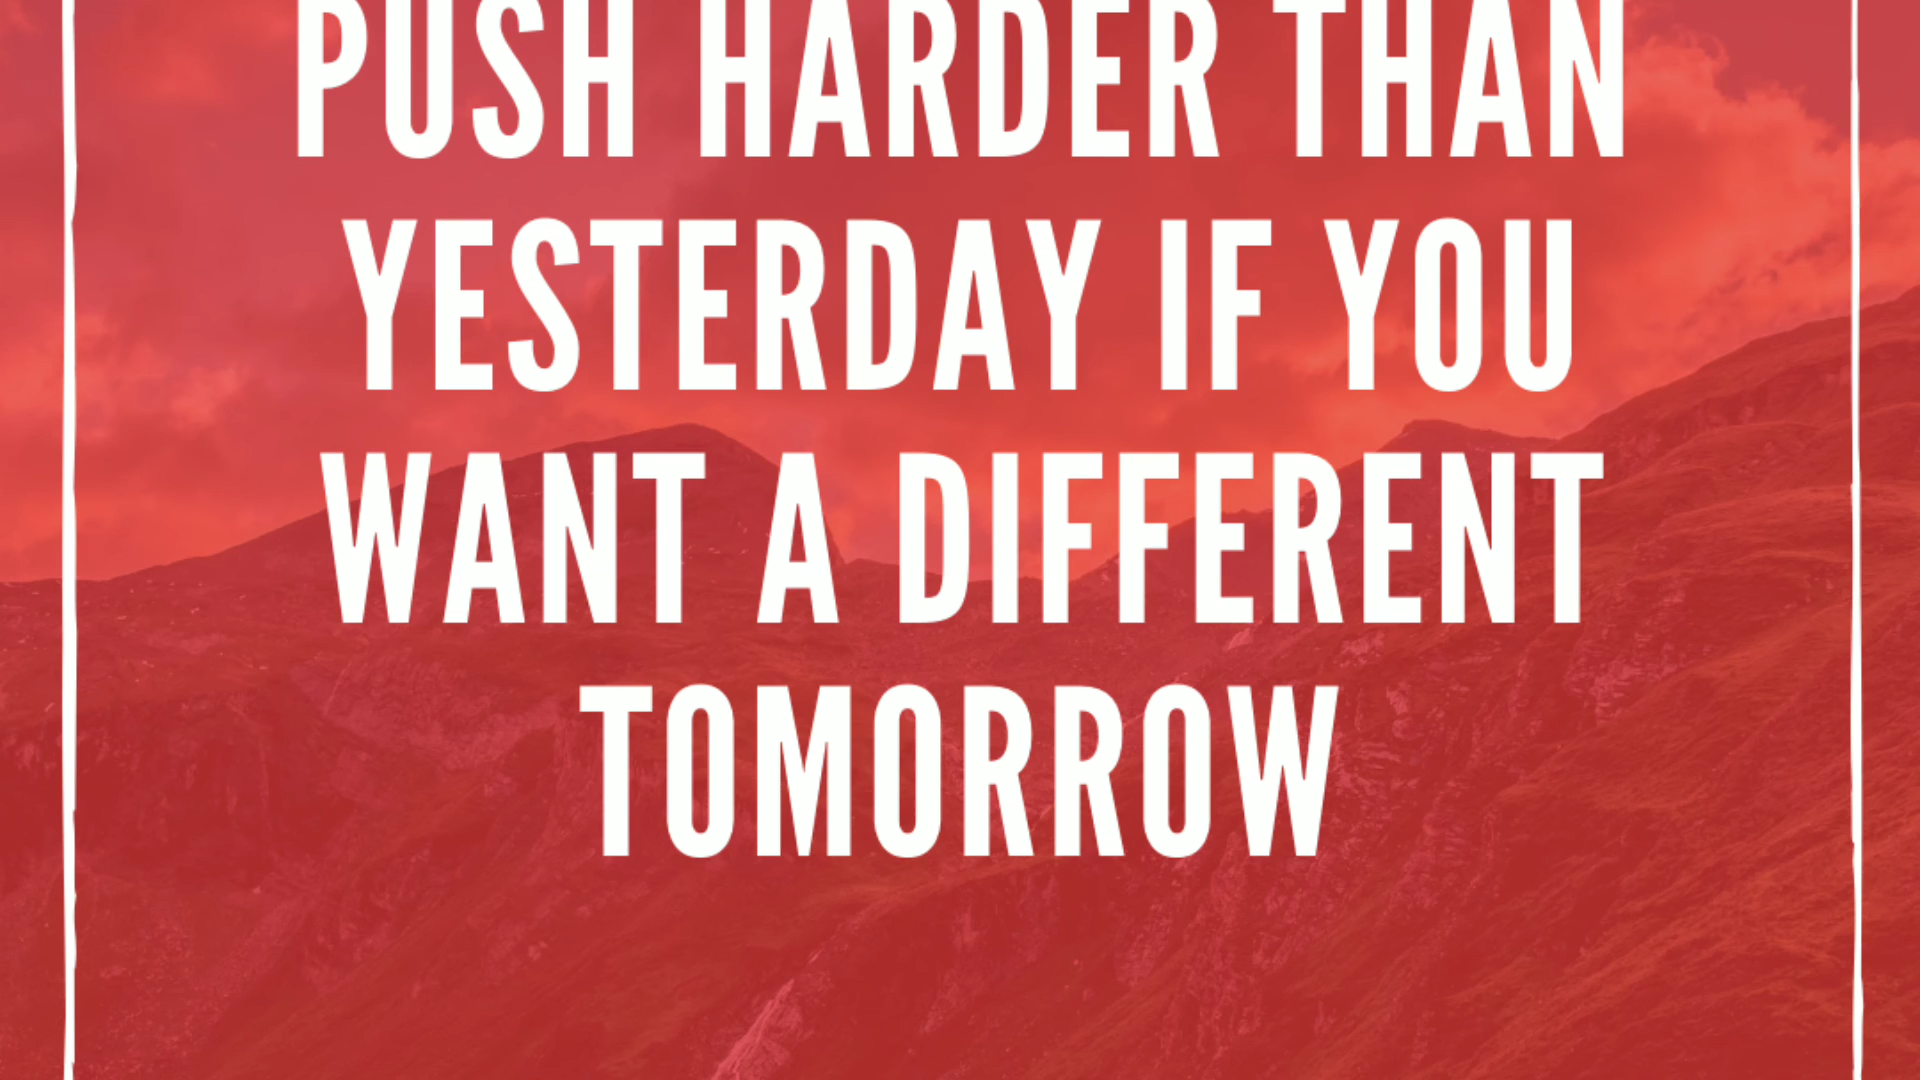 PUSH HARDER THAN
YESTERDAY IF YOU
WANT A DIFFERENT
TOMORROW